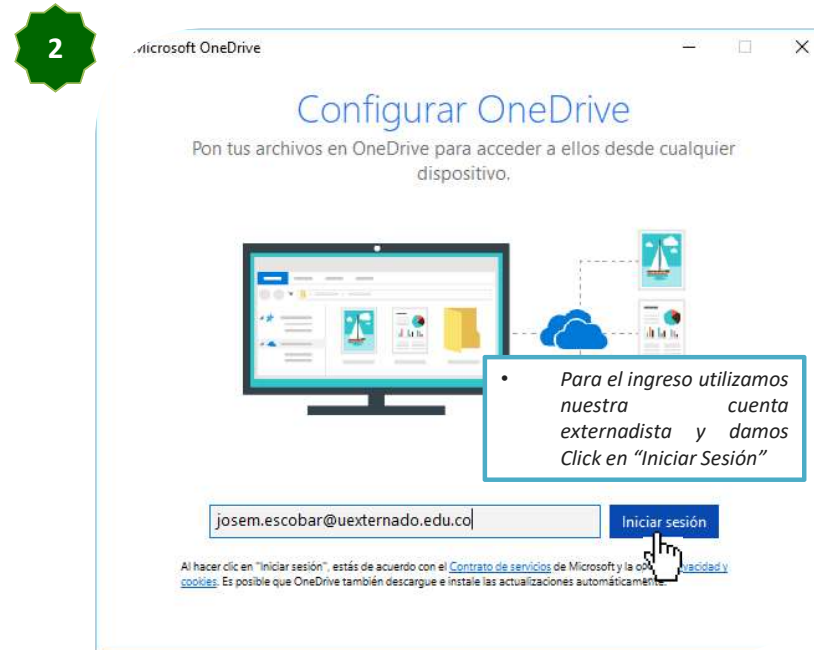 2
Microsoft OneDrive
Configurar OneDrive
Pon tus archivos en OneDrive para acceder a ellos desde cualquier
dispositivo.
• Para el ingreso utilizamos
nuestra cuenta
externadista y damos
Click en “Iniciar Sesión”
josem.escobar@uexternado.edu.co
Iniciar sesión
Al hacer clic en "Iniciar sesión", estás de acuerdo con el Contrato de servicios de Microsoft y la
cookies. Es posible que OneDrive también descargue e instale las actualizaciones automáticamente.